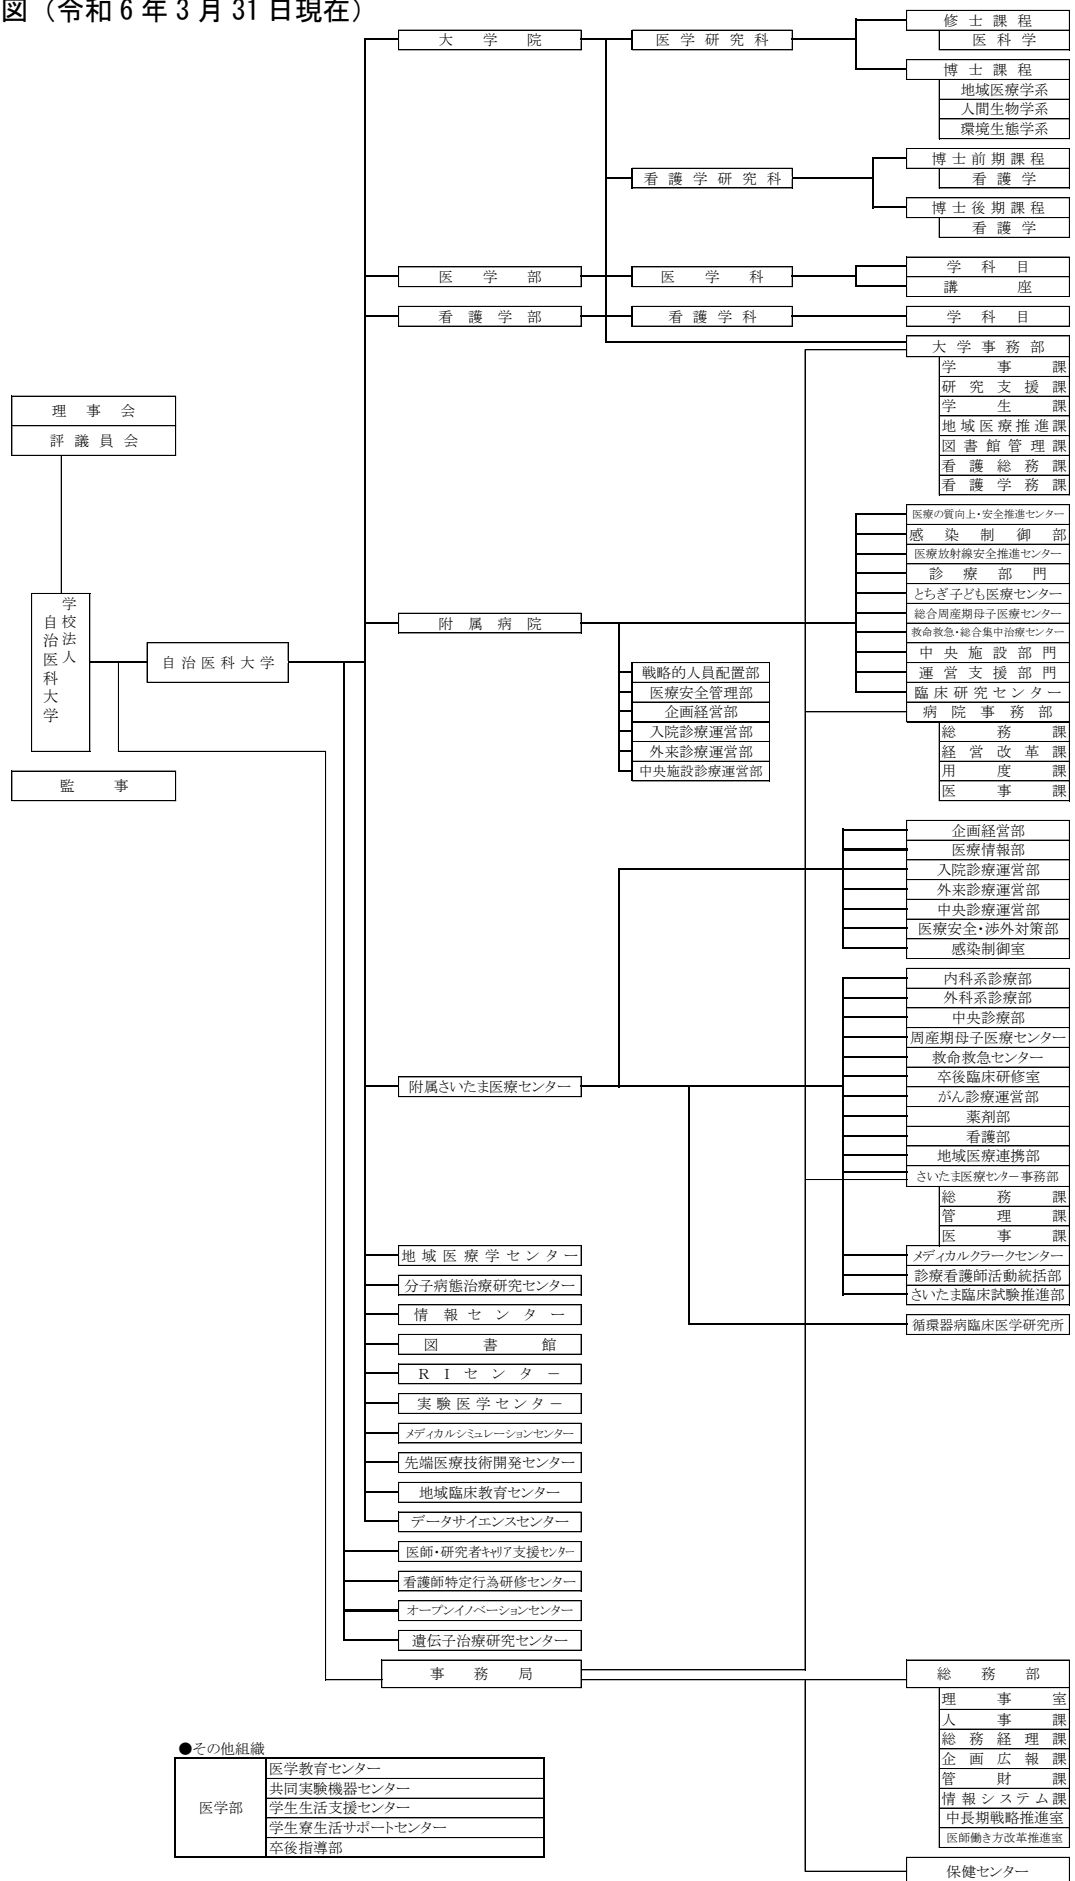 図（令和6年3月31日現在）
大学院
医学研究科
修士課程
医科学
博士課程
地域医療学系
人間生物学系
環境生態学系
看護学研究科
博士前期課程
看護学
博士後期課程
看護学
医学部
医学科
学科目
講座
看護学部
看護学科
学科目
大学事務部
学事課
研究支援課
学生課
地域医療推進課
図書館管理課
看護総務課
看護学務課
理事会
評議員会
学校法人
自治医科大学
自治医科大学
監事
附属病院
戦略的人員配置部
医療安全管理部
企画経営部
入院診療運営部
外来診療運営部
中央施設診療運営部
医療の質向上・安全推進センター
感染制御部
医療放射線安全推進センター
診療部門
とちぎ子ども医療センター
総合周産期母子医療センター
救命救急・総合集中治療センター
中央施設部門
運営支援部門
臨床研究センター
病院事務部
総務課
経営改革課
用度課
医事課
附属さいたま医療センター
企画経営部
医療情報部
入院診療運営部
外来診療運営部
中央診療運営部
医療安全・渉外対策部
感染制御室
内科系診療部
外科系診療部
中央診療部
周産期母子医療センター
救命救急センター
卒後臨床研修室
がん診療運営部
薬剤部
看護部
地域医療連携部
さいたま医療センター事務部
総務課
管理課
医事課
メディカルクラークセンター
診療看護師活動統括部
さいたま臨床試験推進部
循環器病臨床医学研究所
地域医療学センター
分子病態治療研究センター
情報センター
図書館
RIセンター
実験医学センター
メディカルシミュレーションセンター
先端医療技術開発センター
地域臨床教育センター
データサイエンスセンター
医師・研究者キャリア支援センター
看護師特定行為研修センター
オープンイノベーションセンター
遺伝子治療研究センター
事務局
総務部
理事室
人事課
総務経理課
企画広報課
管財課
情報システム課
中長期戦略推進室
医師働き方改革推進室
保健センター
●その他組織
医学部
医学教育センター
共同実験機器センター
学生生活支援センター
学生寮生活サポートセンター
卒後指導部